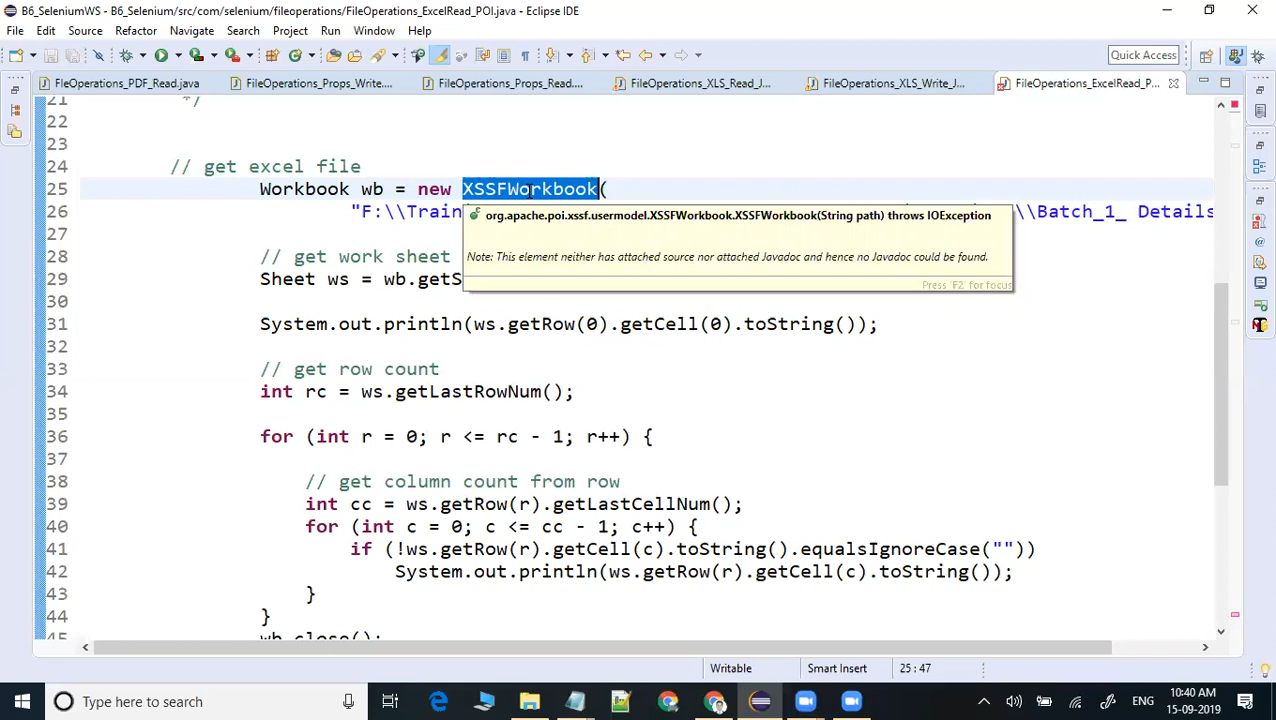 B6_SeleniumWS - B6_Selenium/src/com/selenium/fileoperations/FileOperations_ExcelRead_POI.java - Eclipse IDE
File Edit Source Refactor Navigate Search Project Run Window Help
Quick Access
FleOperations_PDF_Read.java FileOperations_Props_Write.... FileOperations_Props_Read.... FileOperations_XLS_Read_J... FileOperations_XLS_Write_J... FileOperations_ExcelRead_P...
21 */
22
23
24 // get excel file
25 Workbook wb = new XSSFWorkbook(
26 "F:\\Train \\Batch_1_ Details
org.apache.poi.xssf.usermodel.XSSFWorkbook.XSSFWorkbook(String path) throws IOException
27
28 // get work sheet
Note: This element neither has attached source nor attached Javadoc and hence no Javadoc could be found.
29 Sheet ws = wb.getS
Press 'F2' for focus
30
31 System.out.println(ws.getRow(0).getCell(0).toString());
32
33 // get row count
34 int rc = ws.getLastRowNum();
35
36 for (int r = 0; r <= rc - 1; r++) {
37
38 // get column count from row
39 int cc = ws.getRow(r).getLastCellNum();
40 for (int c = 0; c <= cc - 1; c++) {
41 if (!ws.getRow(r).getCell(c).toString().equalsIgnoreCase(""))
42 System.out.println(ws.getRow(r).getCell(c).toString());
43 }
44 }
45 wb.close();
Writable Smart Insert 25 : 47
Type here to search
ENG
10:40 AM
15-09-2019